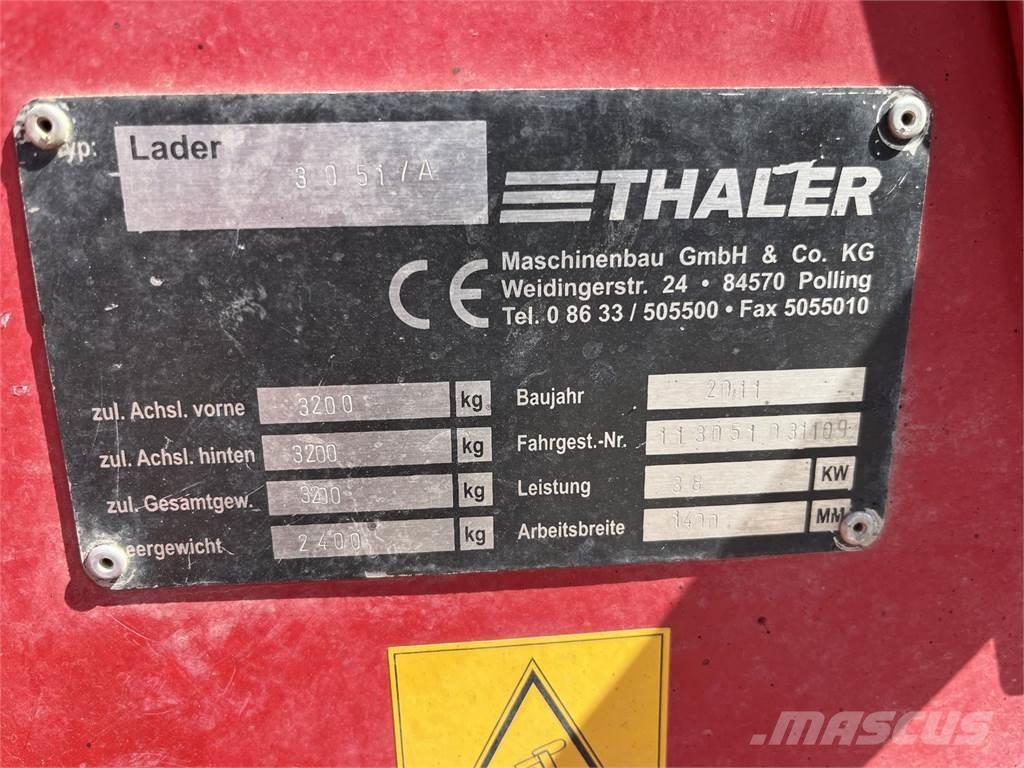 typ: Lader
3051/A
THALER
Maschinenbau GmbH & Co. KG
Weidingerstr. 24 • 84570 Polling
CE
Tel. 0 86 33 / 505500 • Fax 5055010
zul. Achsl. vorne 3200 kg
zul. Achsl. hinten 3200 kg
zul. Gesamtgew. 3200 kg
eergewicht 2400 kg
Baujahr 2011
Fahrgest.-Nr. 113051031109
Leistung 38 KW
Arbeitsbreite 1400 MM
MASCUS